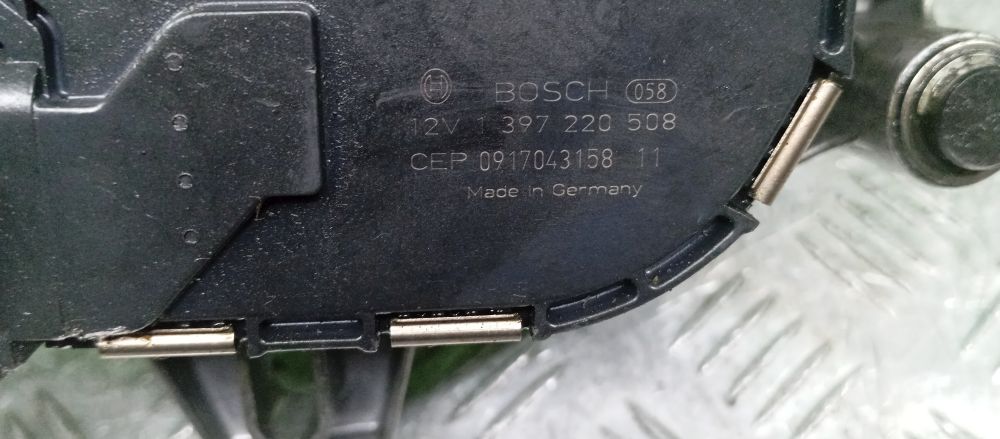 BOSCH 058
12V 1 397 220 508
CEP 0917043158 11
Made in Germany